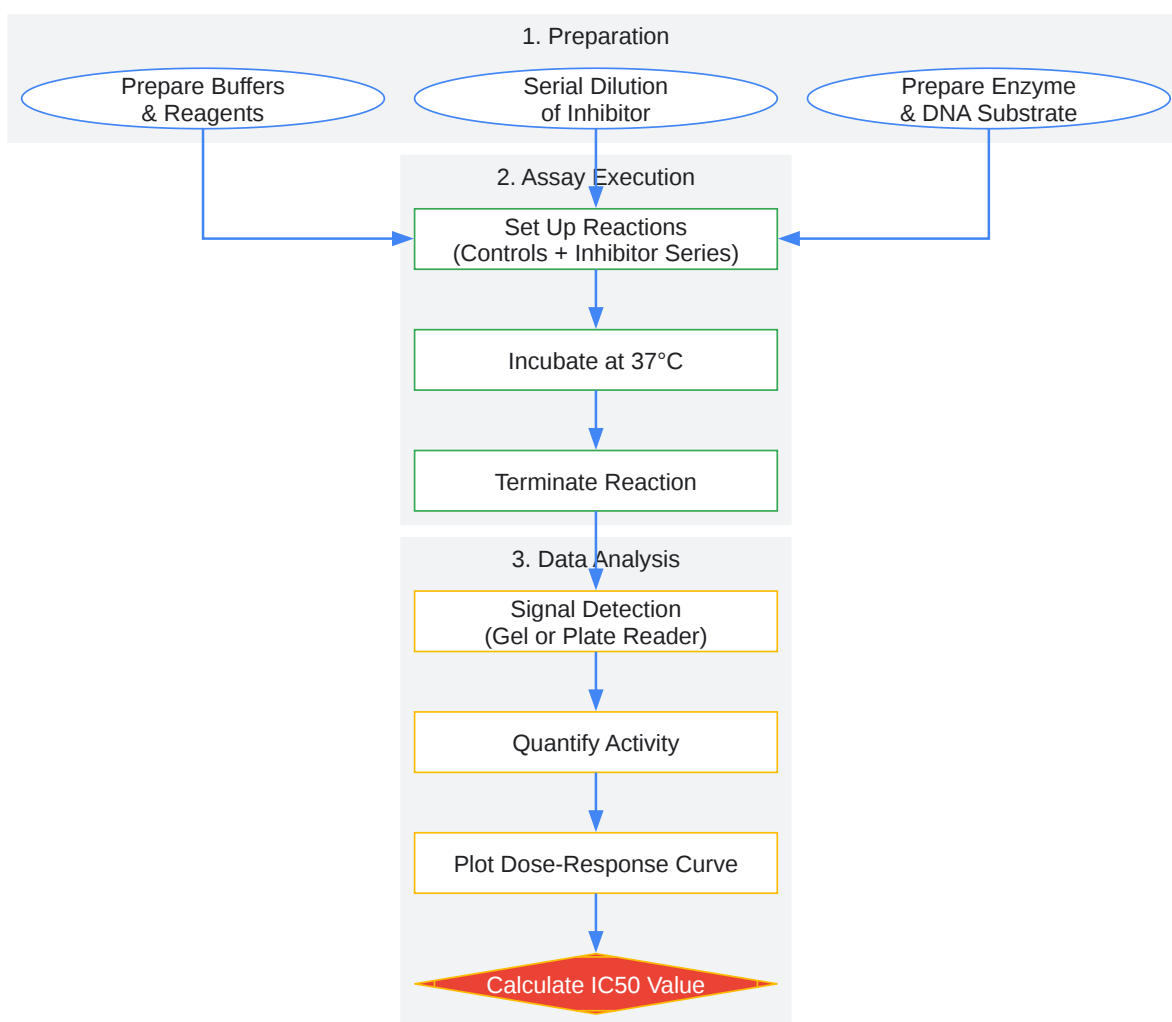 1. Preparation
Prepare Buffers
& Reagents
Serial Dilution
of Inhibitor
Prepare Enzyme
& DNA Substrate
2. Assay Execution
Set Up Reactions
(Controls + Inhibitor Series)
Incubate at 37°C
Terminate Reaction
3. Data Analysis
Signal Detection
(Gel or Plate Reader)
Quantify Activity
Plot Dose-Response Curve
Calculate IC50 Value